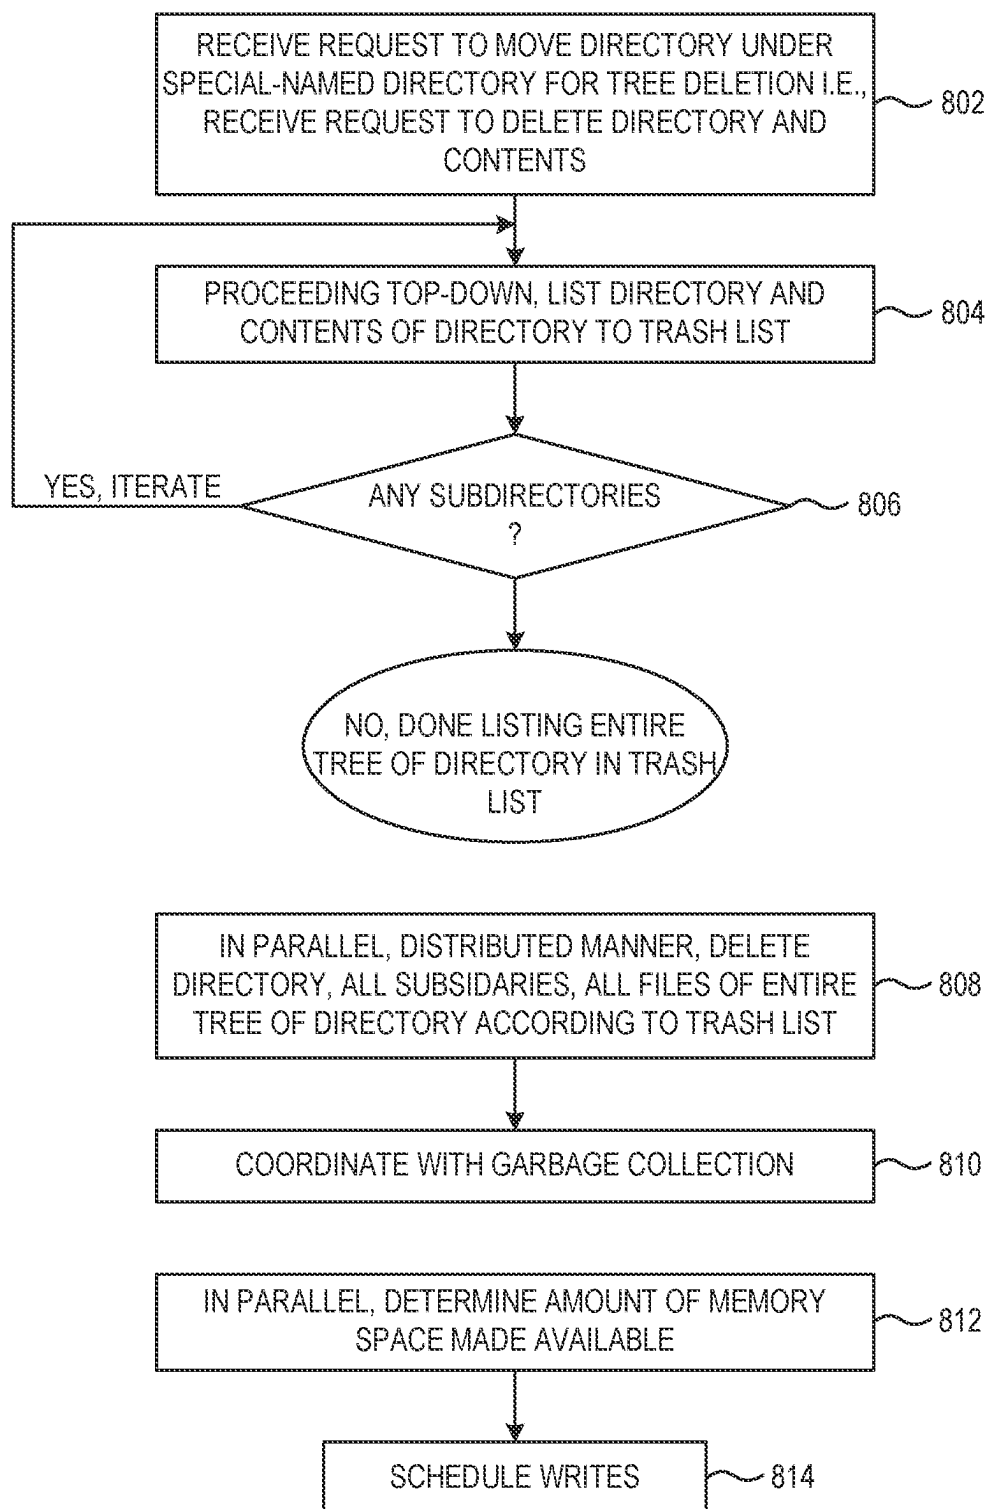 RECEIVE REQUEST TO MOVE DIRECTORY UNDER
SPECIAL-NAMED DIRECTORY FOR TREE DELETION I.E.,
RECEIVE REQUEST TO DELETE DIRECTORY AND
CONTENTS
802
PROCEEDING TOP-DOWN, LIST DIRECTORY AND
CONTENTS OF DIRECTORY TO TRASH LIST
804
YES, ITERATE
ANY SUBDIRECTORIES
?
806
NO, DONE LISTING ENTIRE
TREE OF DIRECTORY IN TRASH
LIST
IN PARALLEL, DISTRIBUTED MANNER, DELETE
DIRECTORY, ALL SUBSIDARIES, ALL FILES OF ENTIRE
TREE OF DIRECTORY ACCORDING TO TRASH LIST
808
COORDINATE WITH GARBAGE COLLECTION
810
IN PARALLEL, DETERMINE AMOUNT OF MEMORY
SPACE MADE AVAILABLE
812
SCHEDULE WRITES
814